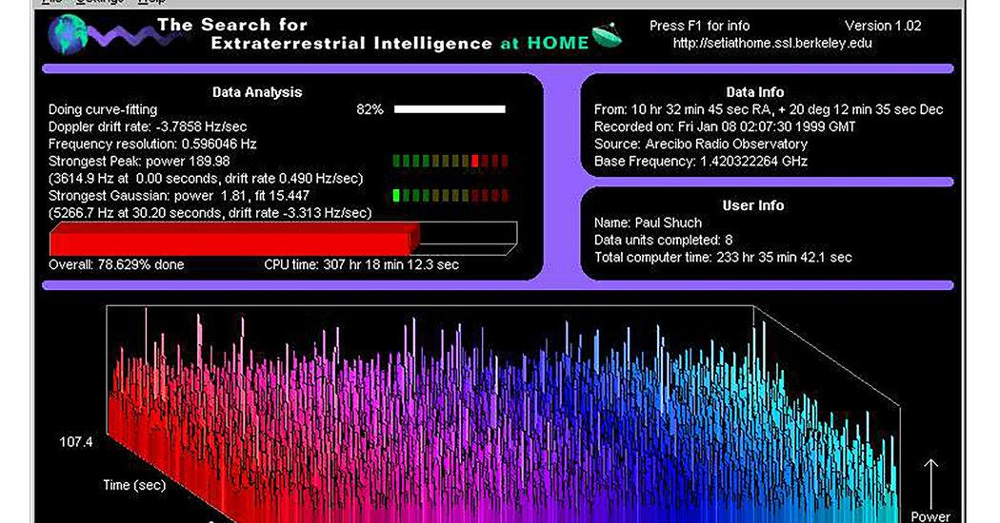 File Settings Help
The Search for
Extraterrestrial Intelligence at HOME
Press F1 for info
Version 1.02
http://setiathome.ssl.berkeley.edu
Data Analysis
Doing curve-fitting
82%
Doppler drift rate: -3.7858 Hz/sec
Frequency resolution: 0.596046 Hz
Strongest Peak: power 189.98
(3614.9 Hz at 0.00 seconds, drift rate 0.490 Hz/sec)
Strongest Gaussian: power 1.81, fit 15.447
(5266.7 Hz at 30.20 seconds, drift rate -3.313 Hz/sec)
Overall: 78.629% done
CPU time: 307 hr 18 min 12.3 sec
Data Info
From: 10 hr 32 min 45 sec RA, + 20 deg 12 min 35 sec Dec
Recorded on: Fri Jan 08 02:07:30 1999 GMT
Source: Arecibo Radio Observatory
Base Frequency: 1.420322264 GHz
User Info
Name: Paul Shuch
Data units completed: 8
Total computer time: 233 hr 35 min 42.1 sec
107.4
Time (sec)
Power